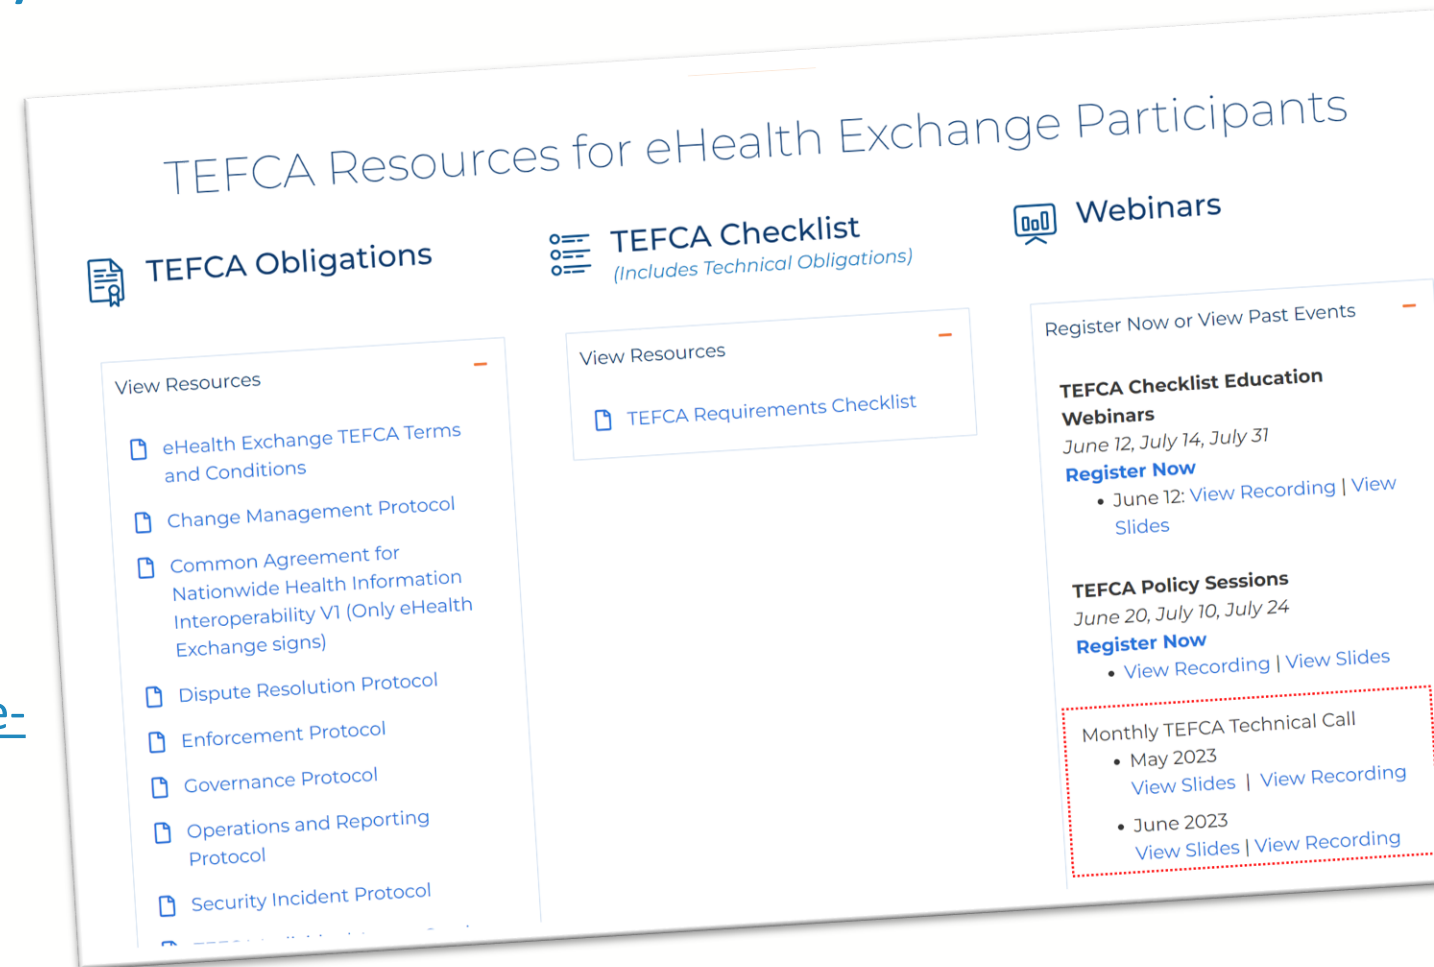 TEFCA Resources for eHealth Exchange Participants
TEFCA Obligations
View Resources
eHealth Exchange TEFCA Terms
and Conditions
Change Management Protocol
Common Agreement for
Nationwide Health Information
Interoperability V1 (Only eHealth
Exchange signs)
Dispute Resolution Protocol
Enforcement Protocol
Governance Protocol
Operations and Reporting
Protocol
Security Incident Protocol
TEFCA Checklist
(Includes Technical Obligations)
View Resources
TEFCA Requirements Checklist
Webinars
Register Now or View Past Events
TEFCA Checklist Education
Webinars
June 12, July 14, July 31
Register Now
• June 12: View Recording | View
Slides
TEFCA Policy Sessions
June 20, July 10, July 24
Register Now
• View Recording | View Slides
Monthly TEFCA Technical Call
• May 2023
View Slides | View Recording
• June 2023
View Slides | View Recording
e-